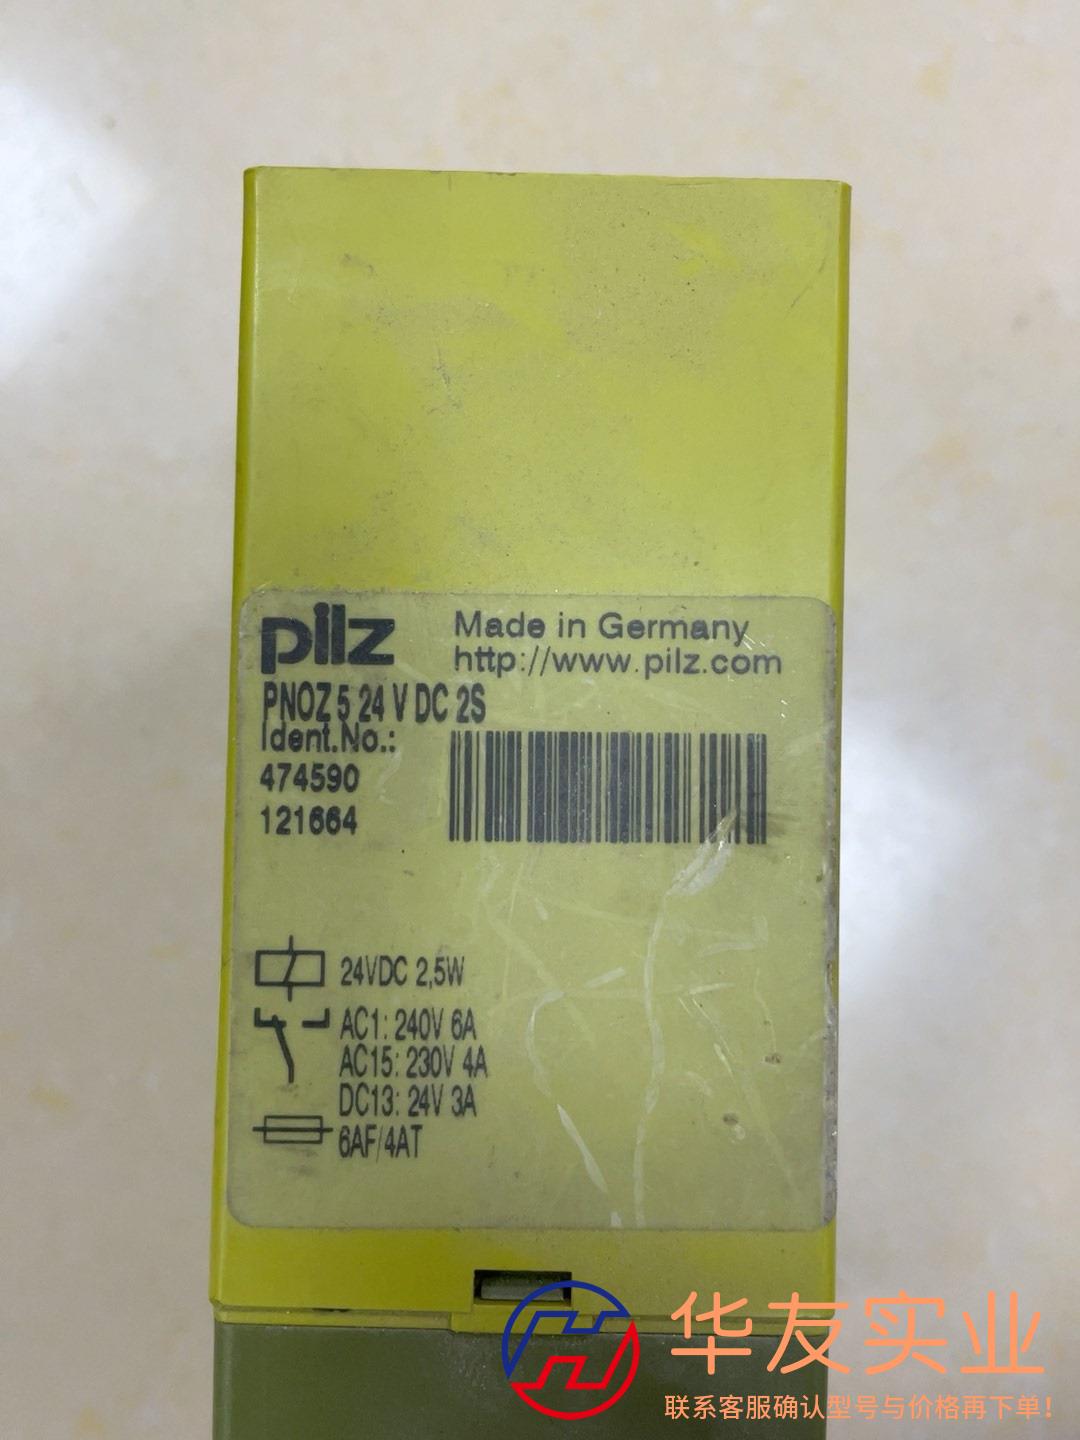 pilz
Made in Germany
http://www.pilz.com
PNOZ 5 24 V DC 2S
Ident.No.:
474590
121664
24VDC 2,5W
AC1: 240V 6A
AC15: 230V 4A
DC13: 24V 3A
6AF/4AT
华友实业
联系客服确认型号与价格再下单!